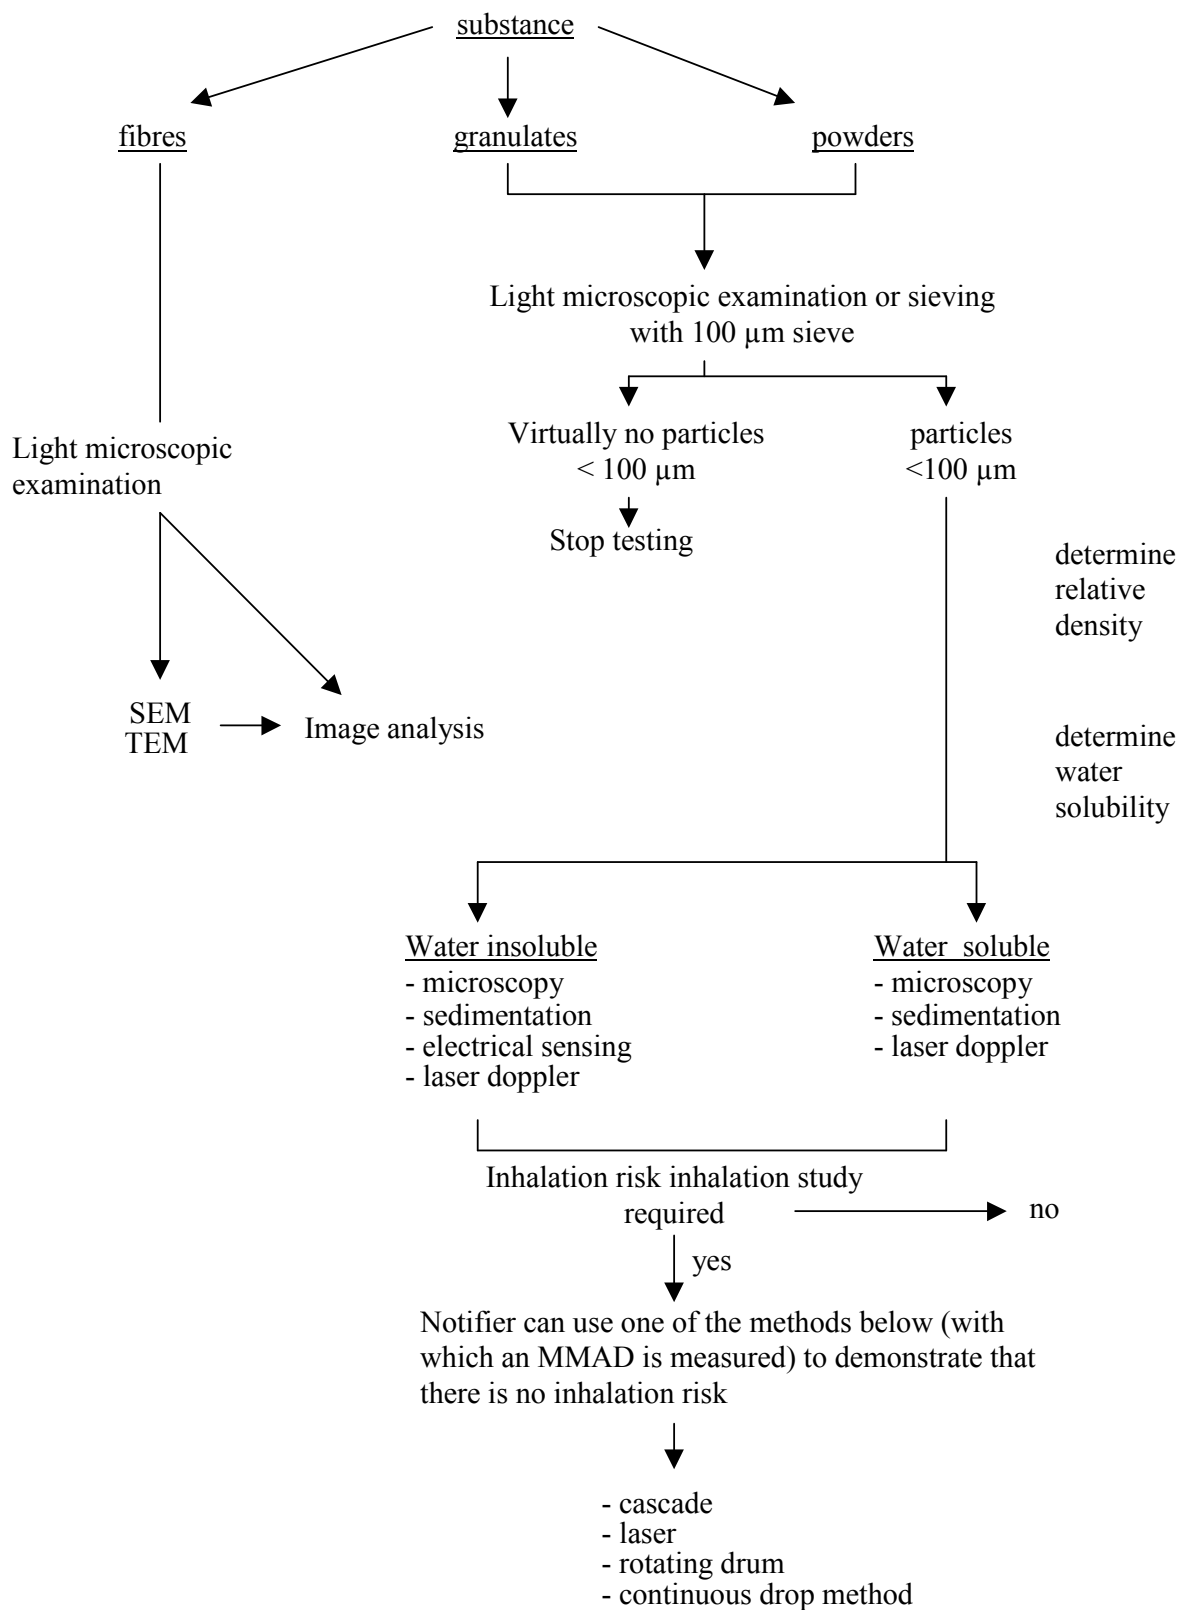 substance
fibres
granulates
powders
Light microscopic examination or sieving
with 100 µm sieve
Virtually no particles
< 100 µm
particles
<100 µm
Light microscopic
examination
Stop testing
determine
relative
density
SEM
TEM
Image analysis
determine
water
solubility
Water insoluble
- microscopy
- sedimentation
- electrical sensing
- laser doppler
Water  soluble
- microscopy
- sedimentation
- laser doppler
Inhalation risk inhalation study
required
no
yes
Notifier can use one of the methods below (with
which an MMAD is measured) to demonstrate that
there is no inhalation risk
- cascade
- laser
- rotating drum
- continuous drop method